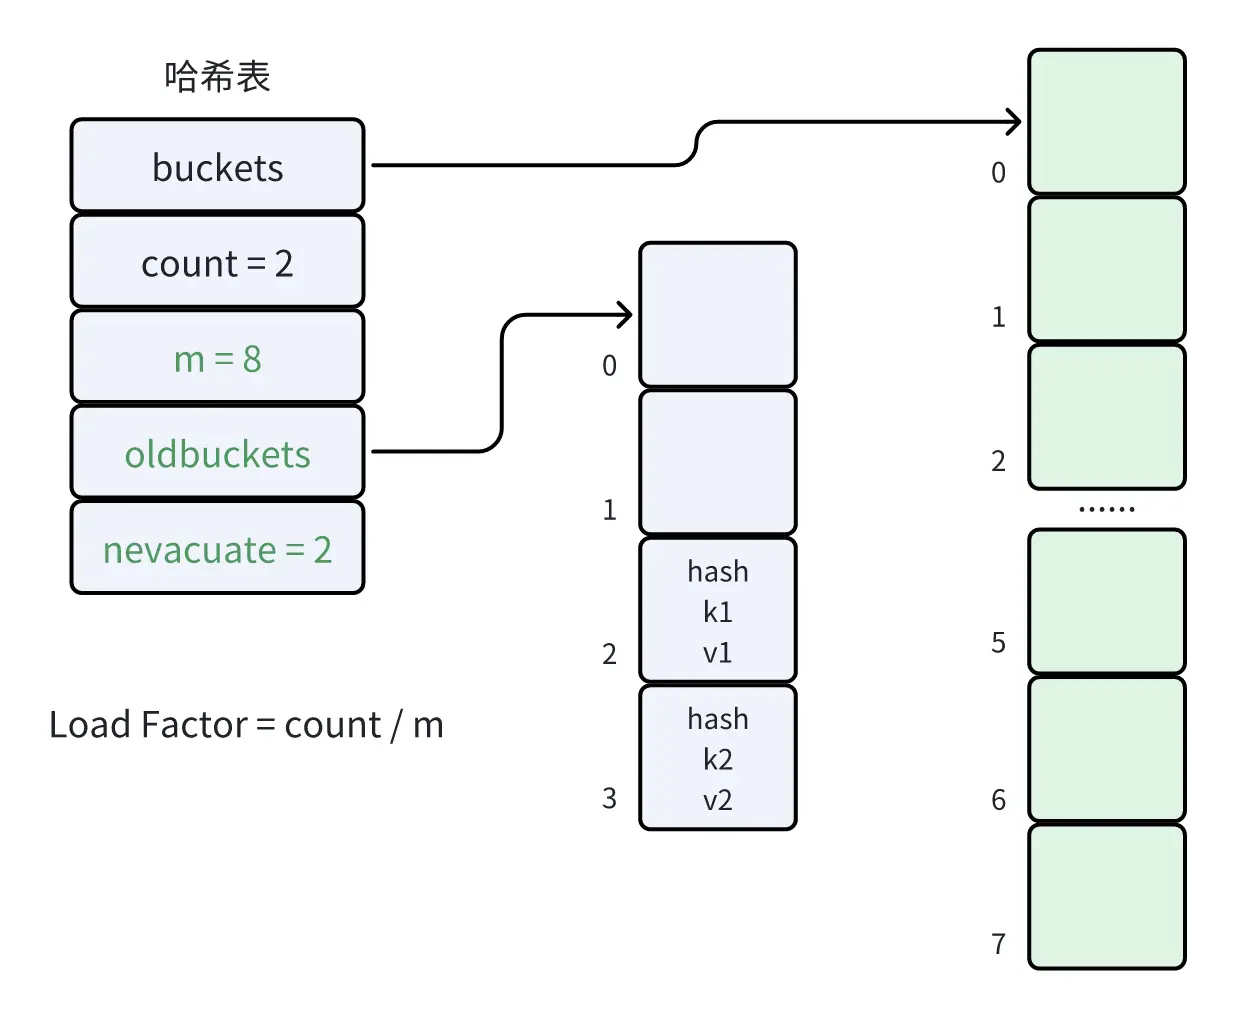 哈希表
buckets
count = 2
m = 8
oldbuckets
nevacuate = 2
Load Factor = count / m
0
1
2
hash
k1
v1
3
hash
k2
v2
0
1
2
······
5
6
7